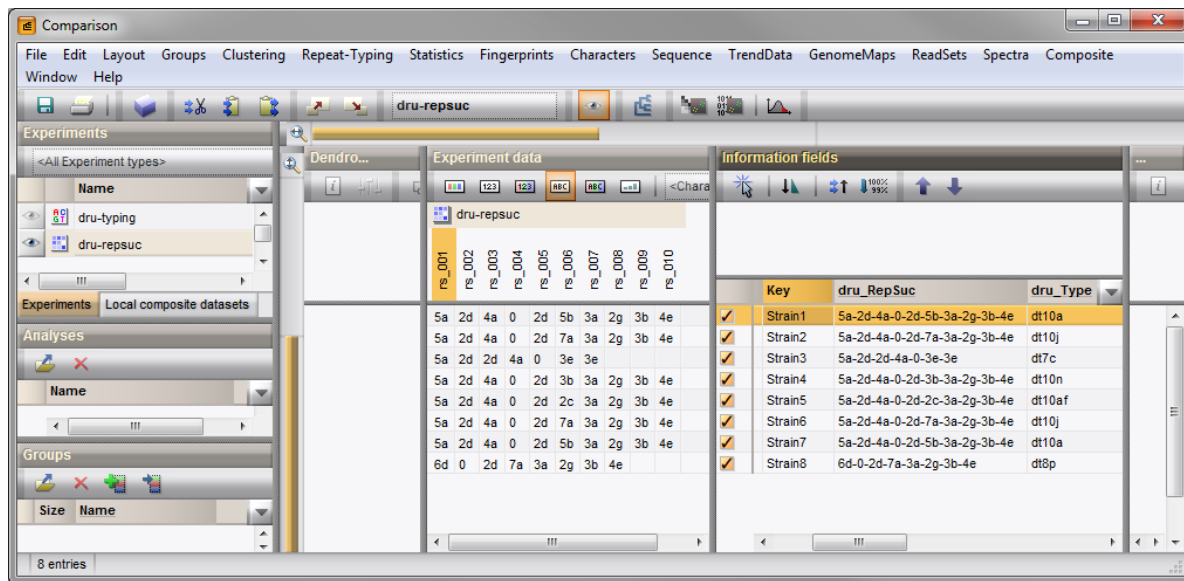 Comparison
File Edit Layout Groups Clustering Repeat-Typing Statistics Fingerprints Characters Sequence TrendData GenomeMaps ReadSets Spectra Composite
Window Help
dru-repsuc
Experiments
<All Experiment types>
Name
dru-typing
dru-repsuc
Experiments Local composite datasets
Analyses
Name
Groups
Size Name
8 entries
Dendro...
Experiment data
<Chara
dru-repsuc
rs_001 rs_002 rs_003 rs_004 rs_005 rs_006 rs_007 rs_008 rs_009 rs_010
5a 2d 4a 0 2d 5b 3a 2g 3b 4e
5a 2d 4a 0 2d 7a 3a 2g 3b 4e
5a 2d 2d 4a 0 3e 3e
5a 2d 4a 0 2d 3b 3a 2g 3b 4e
5a 2d 4a 0 2d 2c 3a 2g 3b 4e
5a 2d 4a 0 2d 7a 3a 2g 3b 4e
5a 2d 4a 0 2d 5b 3a 2g 3b 4e
6d 0 2d 7a 3a 2g 3b 4e
Information fields
100%
99%
Key dru_RepSuc dru_Type
Strain1 5a-2d-4a-0-2d-5b-3a-2g-3b-4e dt10a
Strain2 5a-2d-4a-0-2d-7a-3a-2g-3b-4e dt10j
Strain3 5a-2d-2d-4a-0-3e-3e dt7c
Strain4 5a-2d-4a-0-2d-3b-3a-2g-3b-4e dt10n
Strain5 5a-2d-4a-0-2d-2c-3a-2g-3b-4e dt10af
Strain6 5a-2d-4a-0-2d-7a-3a-2g-3b-4e dt10j
Strain7 5a-2d-4a-0-2d-5b-3a-2g-3b-4e dt10a
Strain8 6d-0-2d-7a-3a-2g-3b-4e dt8p
...